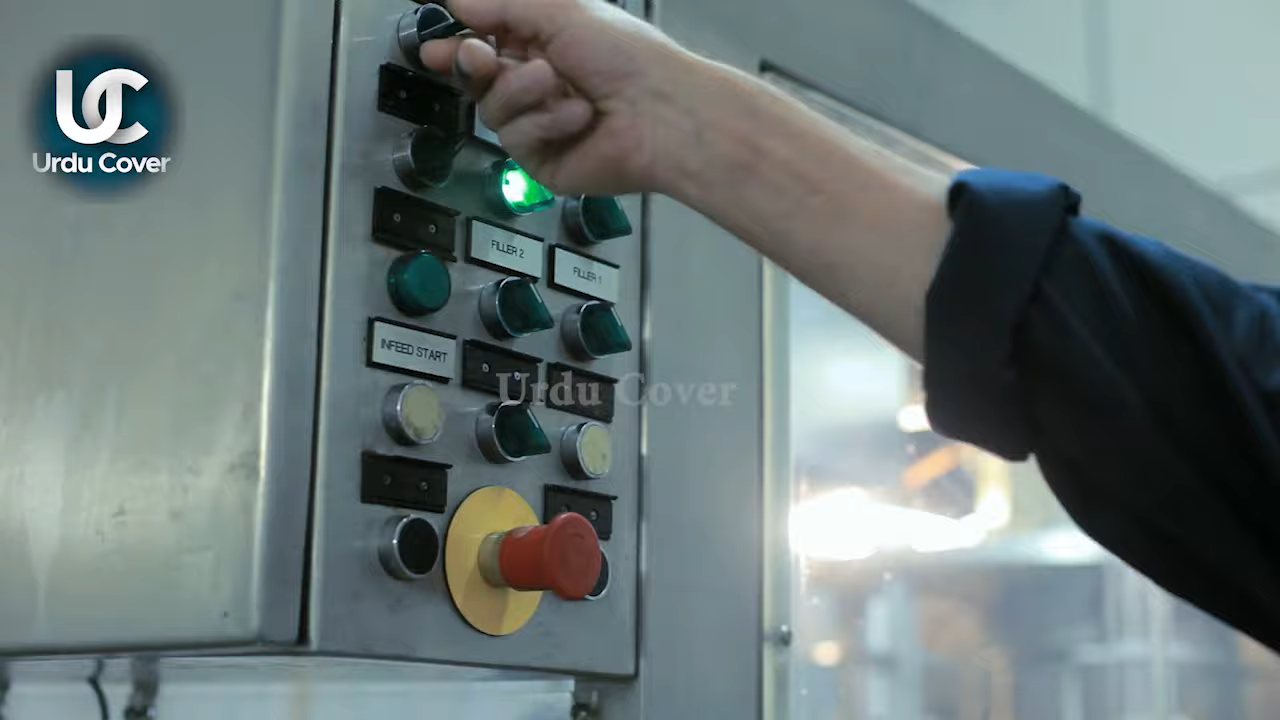 UC
Urdu Cover
FILLER 2
FILLER 1
INFEED START
Urdu Cover